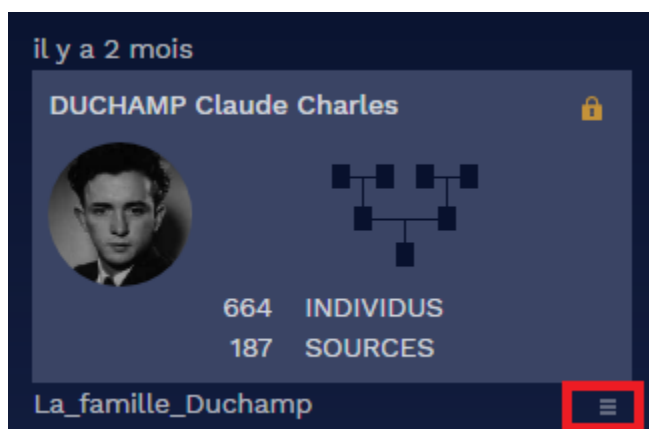 il y a 2 mois
DUCHAMP Claude Charles
664 INDIVIDUS
187 SOURCES
La_famille_Duchamp